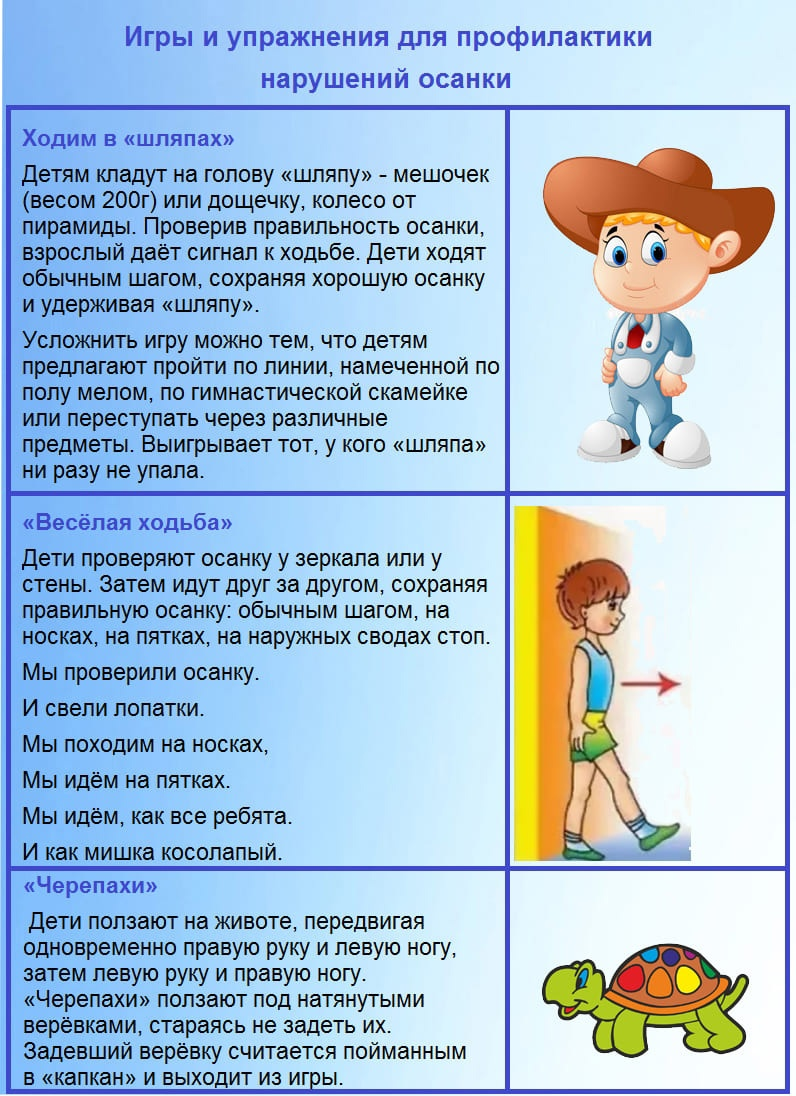 Игры и упражнения для профилактики
нарушений осанки
Ходим в «шляпах»
Детям кладут на голову «шляпу» - мешочек
(весом 200г) или дощечку, колесо от
пирамиды. Проверив правильность осанки,
взрослый даёт сигнал к ходьбе. Дети ходят
обычным шагом, сохраняя хорошую осанку
и удерживая «шляпу».
Усложнить игру можно тем, что детям
предлагают пройти по линии, намеченной по
полу мелом, по гимнастической скамейке
или переступать через различные
предметы. Выигрывает тот, у кого «шляпа»
ни разу не упала.
«Весёлая ходьба»
Дети проверяют осанку у зеркала или у
стены. Затем идут друг за другом, сохраняя
правильную осанку: обычным шагом, на
носках, на пятках, на наружных сводах стоп.
Мы проверили осанку.
И свели лопатки.
Мы походим на носках,
Мы идём на пятках.
Мы идём, как все ребята.
И как мишка косолапый.
«Черепахи»
Дети ползают на животе, передвигая
одновременно правую руку и левую ногу,
затем левую руку и правую ногу.
«Черепахи» ползают под натянутыми
верёвками, стараясь не задеть их.
Задевший верёвку считается пойманным
в «капкан» и выходит из игры.